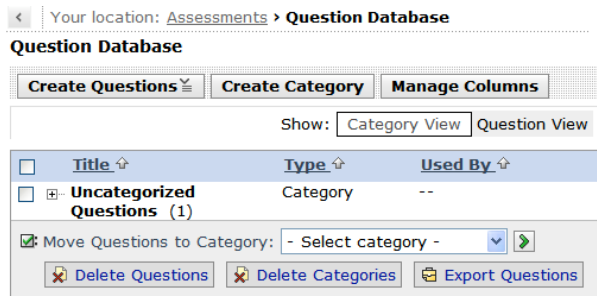 Your location: Assessments › Question Database
Question Database
Create Questions Create Category Manage Columns
Show: Category View Question View
Title Type Used By
Uncategorized Category --
Questions (1)
Move Questions to Category: - Select category -
Delete Questions Delete Categories Export Questions